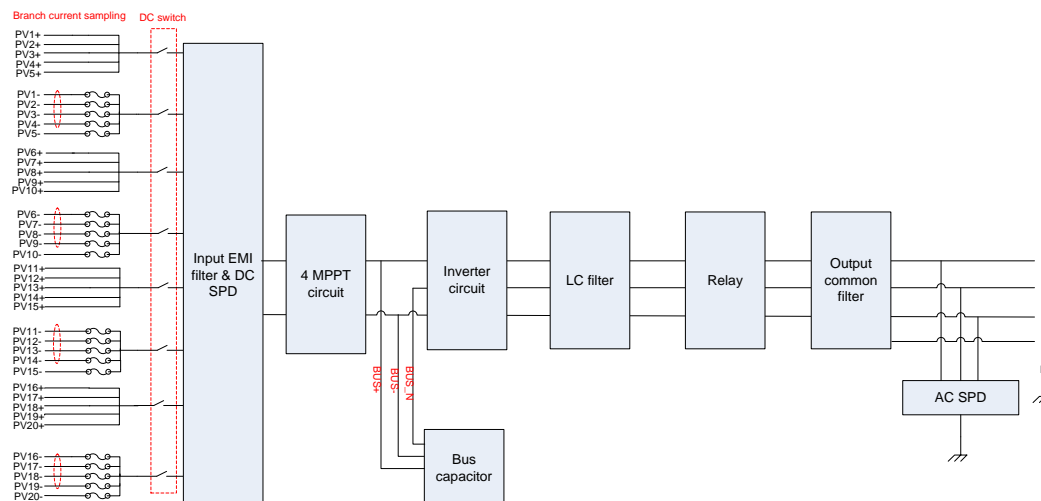 Branch current sampling
DC switch
PV1+
PV2+
PV3+
PV4+
PV5+
PV1-
PV2-
PV3-
PV4-
PV5-
PV6+
PV7+
PV8+
PV9+
PV10+
PV6-
PV7-
PV8-
PV9-
PV10-
PV11+
PV12+
PV13+
PV14+
PV15+
PV11-
PV12-
PV13-
PV14-
PV15-
PV16+
PV17+
PV18+
PV19+
PV20+
PV16-
PV17-
PV18-
PV19-
PV20-
Input EMI
filter & DC
SPD
4 MPPT
circuit
BUS+
BUS-
BUS_N
Inverter
circuit
Bus
capacitor
LC filter
Relay
Output
common
filter
AC SPD